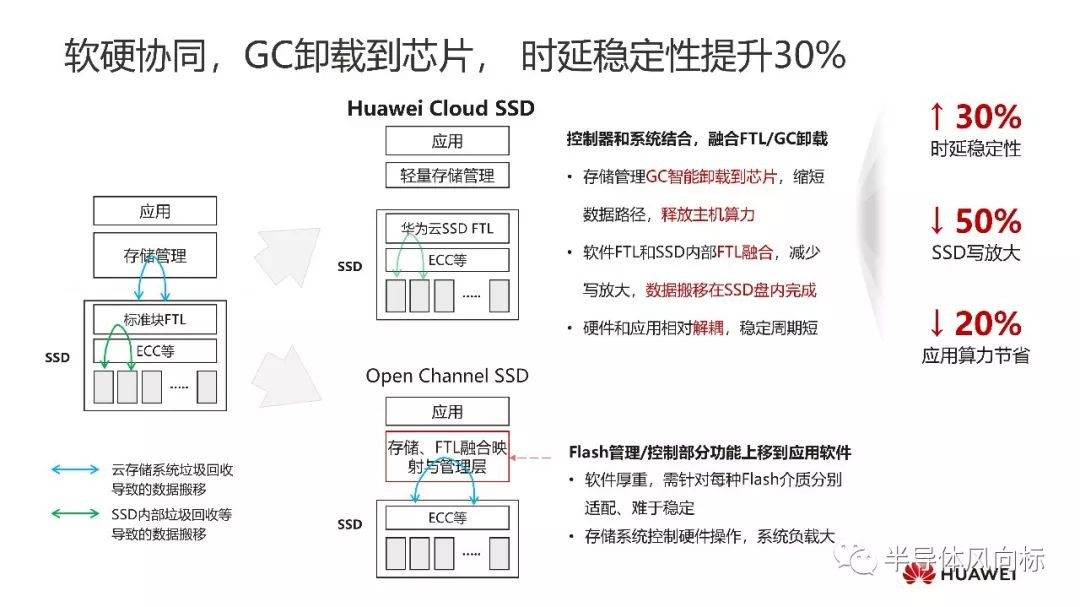 软硬协同，GC卸载到芯片， 时延稳定性提升30%
应用
存储管理
SSD
标准块FTL
ECC等
.....
云存储系统垃圾回收
导致的数据搬移
SSD内部垃圾回收等
导致的数据搬移
Huawei Cloud SSD
应用
轻量存储管理
SSD
华为云SSD FTL
ECC等
.....
Open Channel SSD
应用
存储、FTL融合映
射与管理层
SSD
ECC等
.....
控制器和系统结合，融合FTL/GC卸载
• 存储管理GC智能卸载到芯片，缩短
数据路径，释放主机算力
• 软件FTL和SSD内部FTL融合，减少
写放大，数据搬移在SSD盘内完成
• 硬件和应用相对解耦，稳定周期短
Flash管理/控制部分功能上移到应用软件
• 软件厚重，需针对每种Flash介质分别
适配、难于稳定
• 存储系统控制硬件操作，系统负载大
↑ 30%
时延稳定性
↓ 50%
SSD写放大
↓ 20%
应用算力节省
半导体风向标
HUAWEI